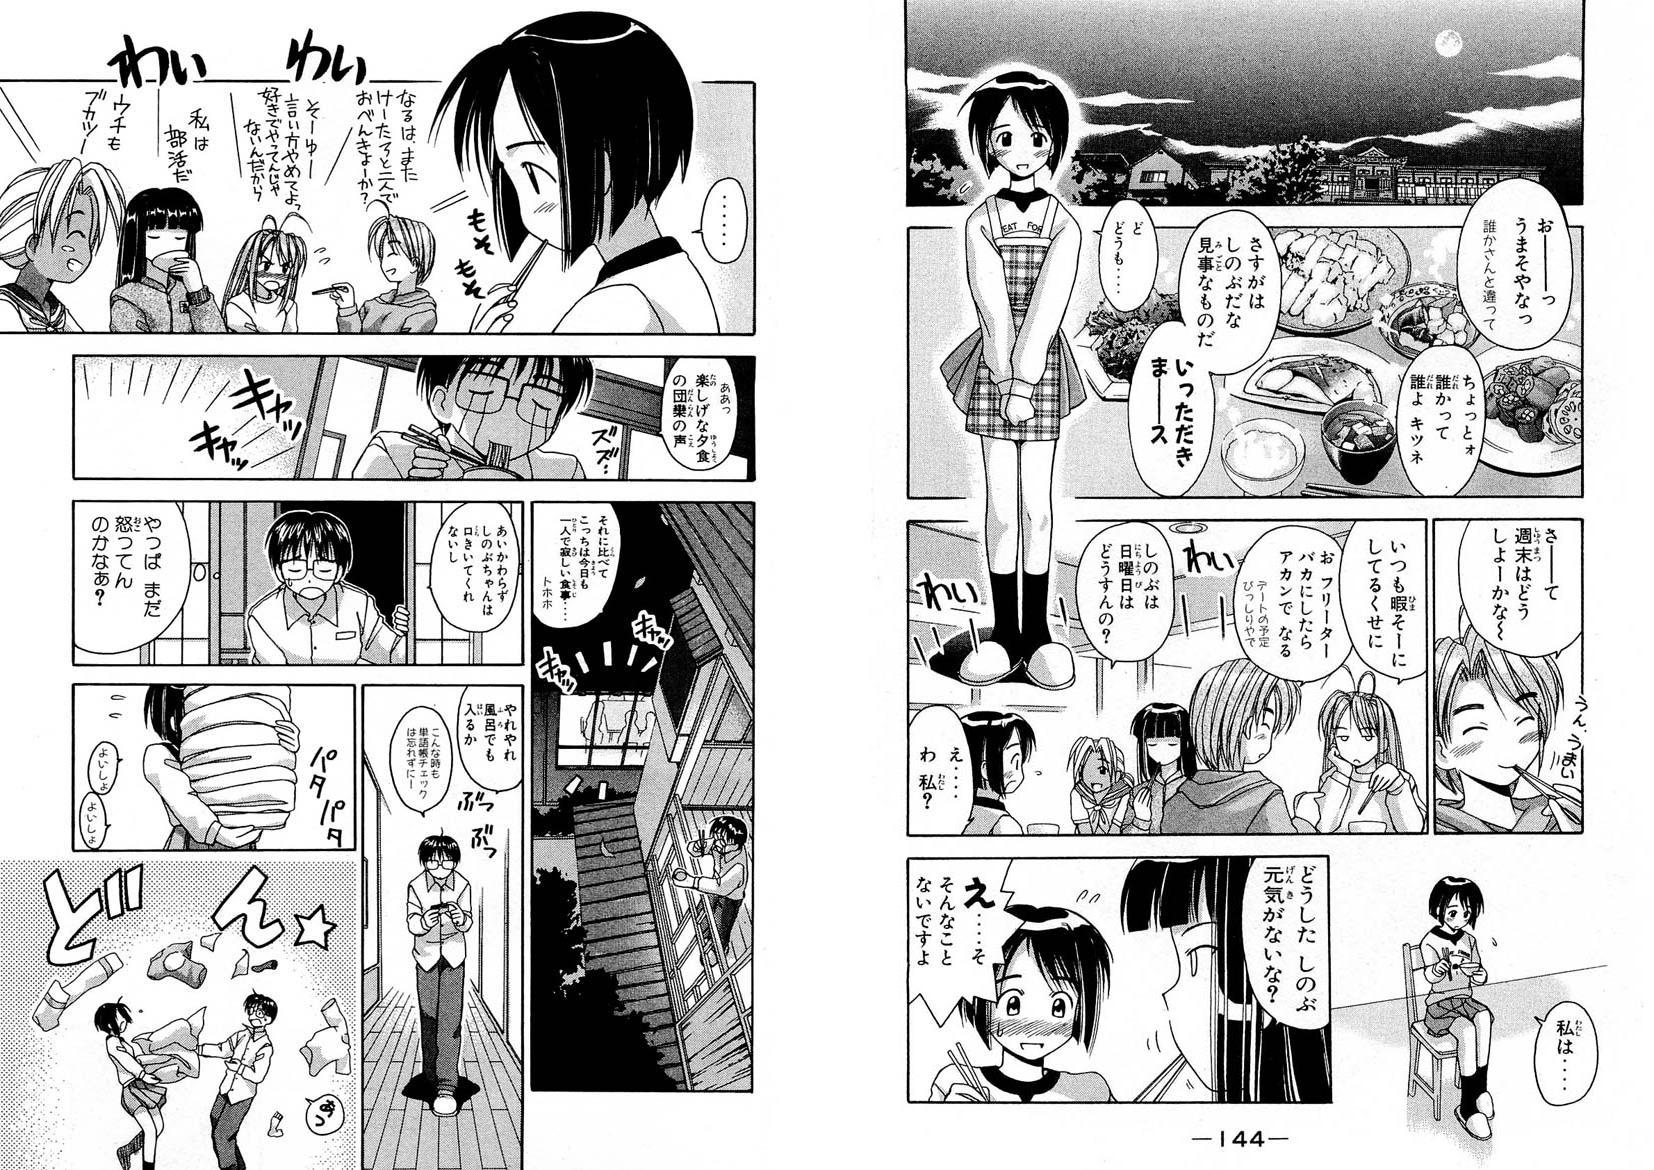 おーーっ
うまそやなっ
誰かさんと違って
ちょっとォ
誰かって
誰よ キツネ
さすがは
しのぶだな
見事なものだ
いっただき
まーース
ど
どうも‥‥
EAT FOR
さーーて
週末はどう
しよーかな～
うん、うまい
いつも暇そーに
してるくせに
お フリーター
バカにしたら
アカンで なる
デートの予定
びっしりやで
わい
わい
しのぶは
日曜日は
どうすんの？
え‥‥
わ 私？
私は‥‥
どうした しのぶ
元気がないな？
え‥‥そ
そんなこと
ないですよ
—144—
わい
わい
なるは、また
けーたろと二人で
おべんきょーか？
そーゆー
言い方やめてよっ
好きでやってんじゃ
ないんだから
私は
部活だ
ウチも
ブカツ
‥‥
もそ
もそ
ああっ
楽しげな夕食
の団欒の声
ズズ‥
キャッ
キャッ
それに比べて
こっちは今日も
一人で寂しい食事‥‥
トホホ
キャッ
キャッ
あいかわらず
しのぶちゃんは
口きいてくれ
ないし
やっぱ まだ
怒ってん
のかなぁ？
やれやれ
風呂でも
入るか
こんな時も
単語帳チェック
は忘れずにー
ぶつ
ぶつ
パタ
パタ
よいしょ
よいしょ
どん☆
あら